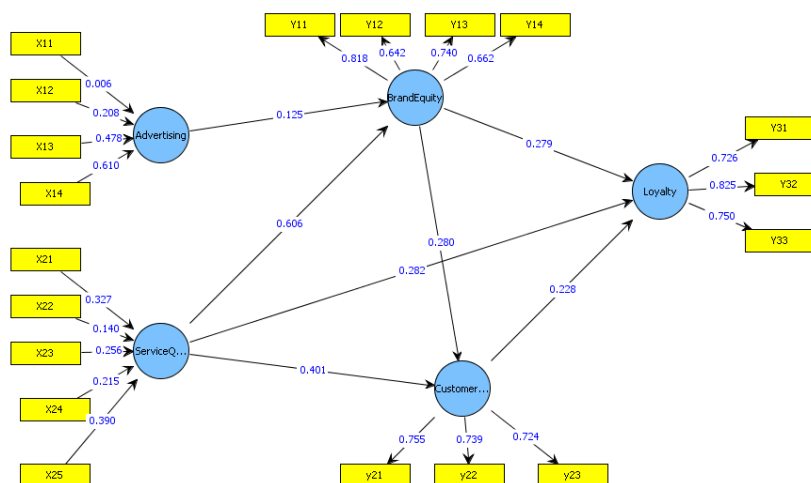 Y11
Y12
Y13
Y14
0.818
0.642
0.740
0.662
X11
X12
X13
X14
0.006
0.208
0.478
0.610
Advertising
0.125
BrandEquity
0.279
0.606
0.280
0.282
0.228
0.401
Loyalty
0.726
0.825
0.750
Y31
Y32
Y33
X21
X22
X23
X24
X25
0.327
0.140
0.256
0.215
0.390
ServiceQ...
Customer...
0.755
0.739
0.724
y21
y22
y23